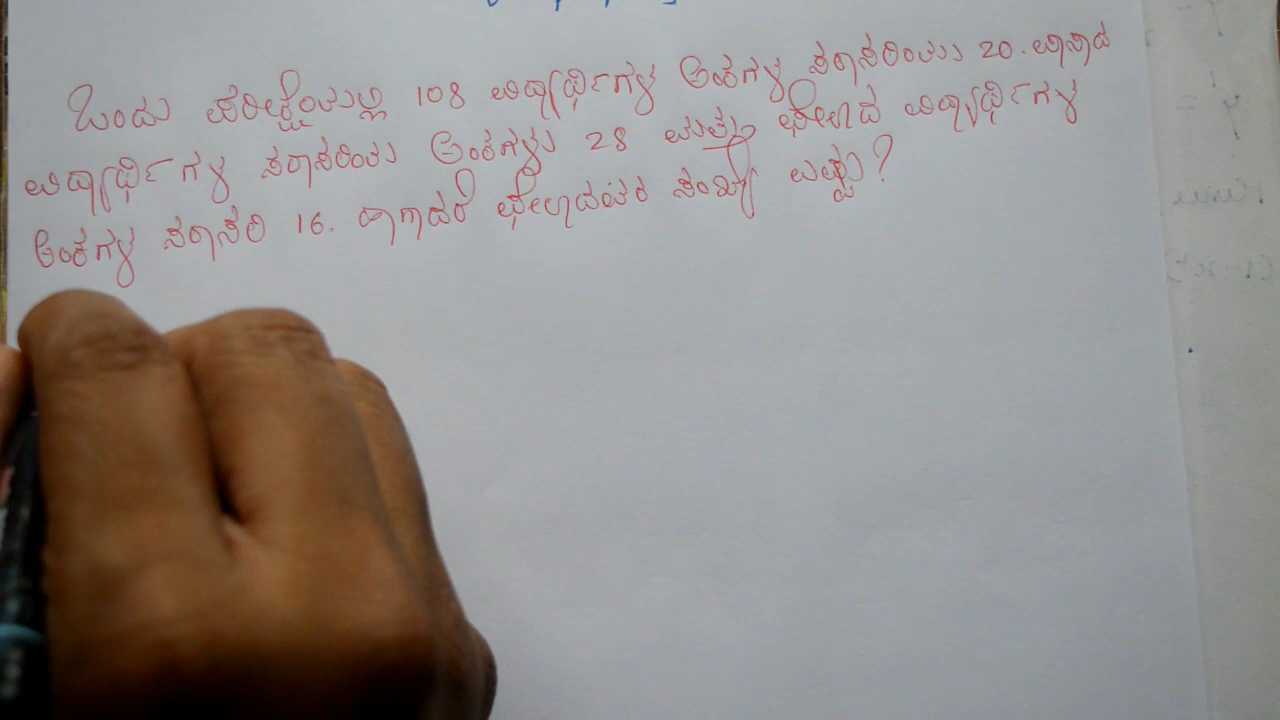 ಒಂದು ಪರೀಕ್ಷೆಯಲ್ಲಿ 108 ವಿದ್ಯಾರ್ಥಿಗಳ ಅಂಕಗಳ ಸರಾಸರಿಯು 20. ಪಾಸಾದ
ವಿದ್ಯಾರ್ಥಿಗಳ ಸರಾಸರಿಯ ಅಂಕಗಳು 28 ಮತ್ತು ಫೇಲಾದ ವಿದ್ಯಾರ್ಥಿಗಳ
ಅಂಕಗಳ ಸರಾಸರಿ 16. ಹಾಗಾದರೆ ಫೇಲಾದವರ ಸಂಖ್ಯೆ ಎಷ್ಟು?